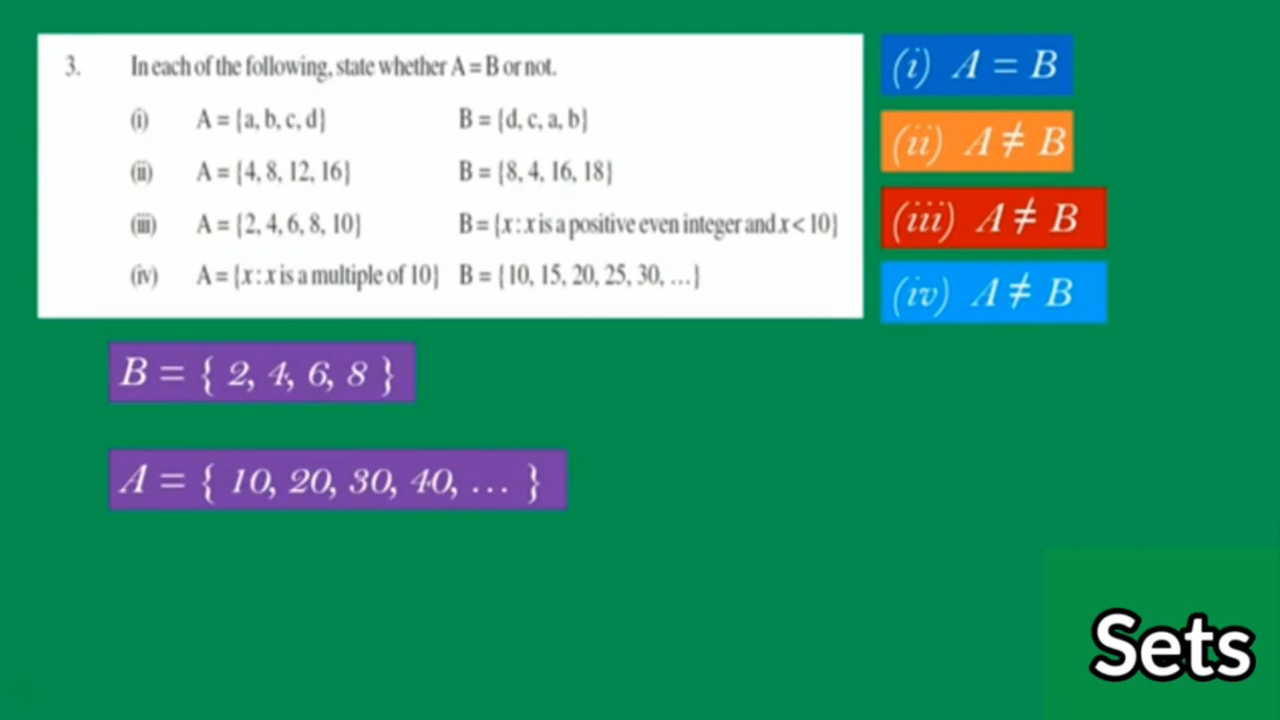 3. In each of the following, state whether A = B or not.
(i) A = {a, b, c, d} B = {d, c, a, b}
(ii) A = {4, 8, 12, 16} B = {8, 4, 16, 18}
(iii) A = {2, 4, 6, 8, 10} B = {x : x is a positive even integer and x < 10}
(iv) A = {x : x is a multiple of 10} B = {10, 15, 20, 25, 30, ...}
(i) A = B
(ii) A ≠ B
(iii) A ≠ B
(iv) A ≠ B
B = { 2, 4, 6, 8 }
A = { 10, 20, 30, 40, ... }
Sets